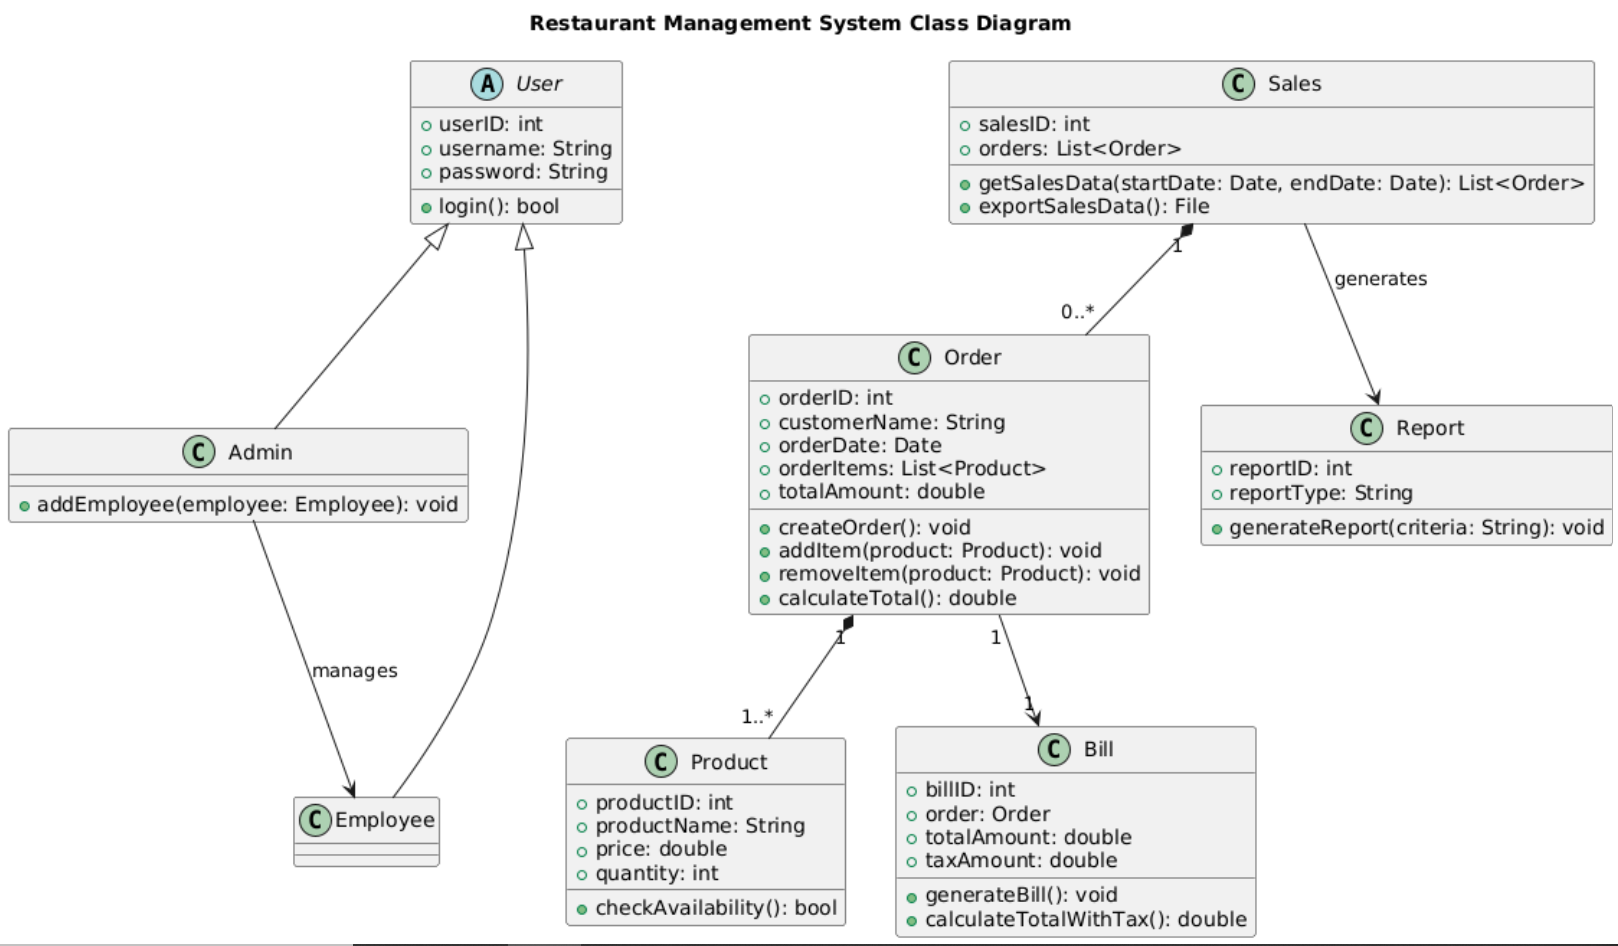 Restaurant Management System Class Diagram
A User
userID: int
username: String
password: String
login(): bool
C Sales
salesID: int
orders: List<Order>
getSalesData(startDate: Date, endDate: Date): List<Order>
exportSalesData(): File
1
0..*
generates
C Order
orderID: int
customerName: String
orderDate: Date
orderItems: List<Product>
totalAmount: double
createOrder(): void
addItem(product: Product): void
removeItem(product: Product): void
calculateTotal(): double
C Report
reportID: int
reportType: String
generateReport(criteria: String): void
C Admin
addEmployee(employee: Employee): void
manages
1
1..*
1
1
C Employee
C Product
productID: int
productName: String
price: double
quantity: int
checkAvailability(): bool
C Bill
billID: int
order: Order
totalAmount: double
taxAmount: double
generateBill(): void
calculateTotalWithTax(): double